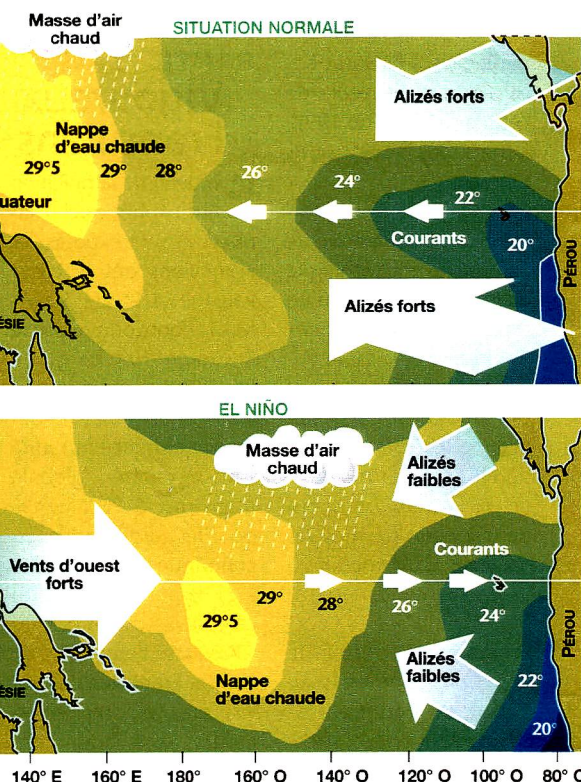 Masse d'air
chaud
SITUATION NORMALE
Alizés forts
Nappe
d'eau chaude
29°5 29° 28° 26° 24° 22°
uateur
Courants
20°
PÉROU
Alizés forts
ÉSIE
EL NIÑO
Masse d'air
chaud
Alizés
faibles
Vents d'ouest
forts
Courants
29°5 29° 28° 26° 24°
Nappe
d'eau chaude
Alizés
faibles
22°
20°
PÉROU
ÉSIE
140° E 160° E 180° 160° O 140° O 120° O 100° O 80° O